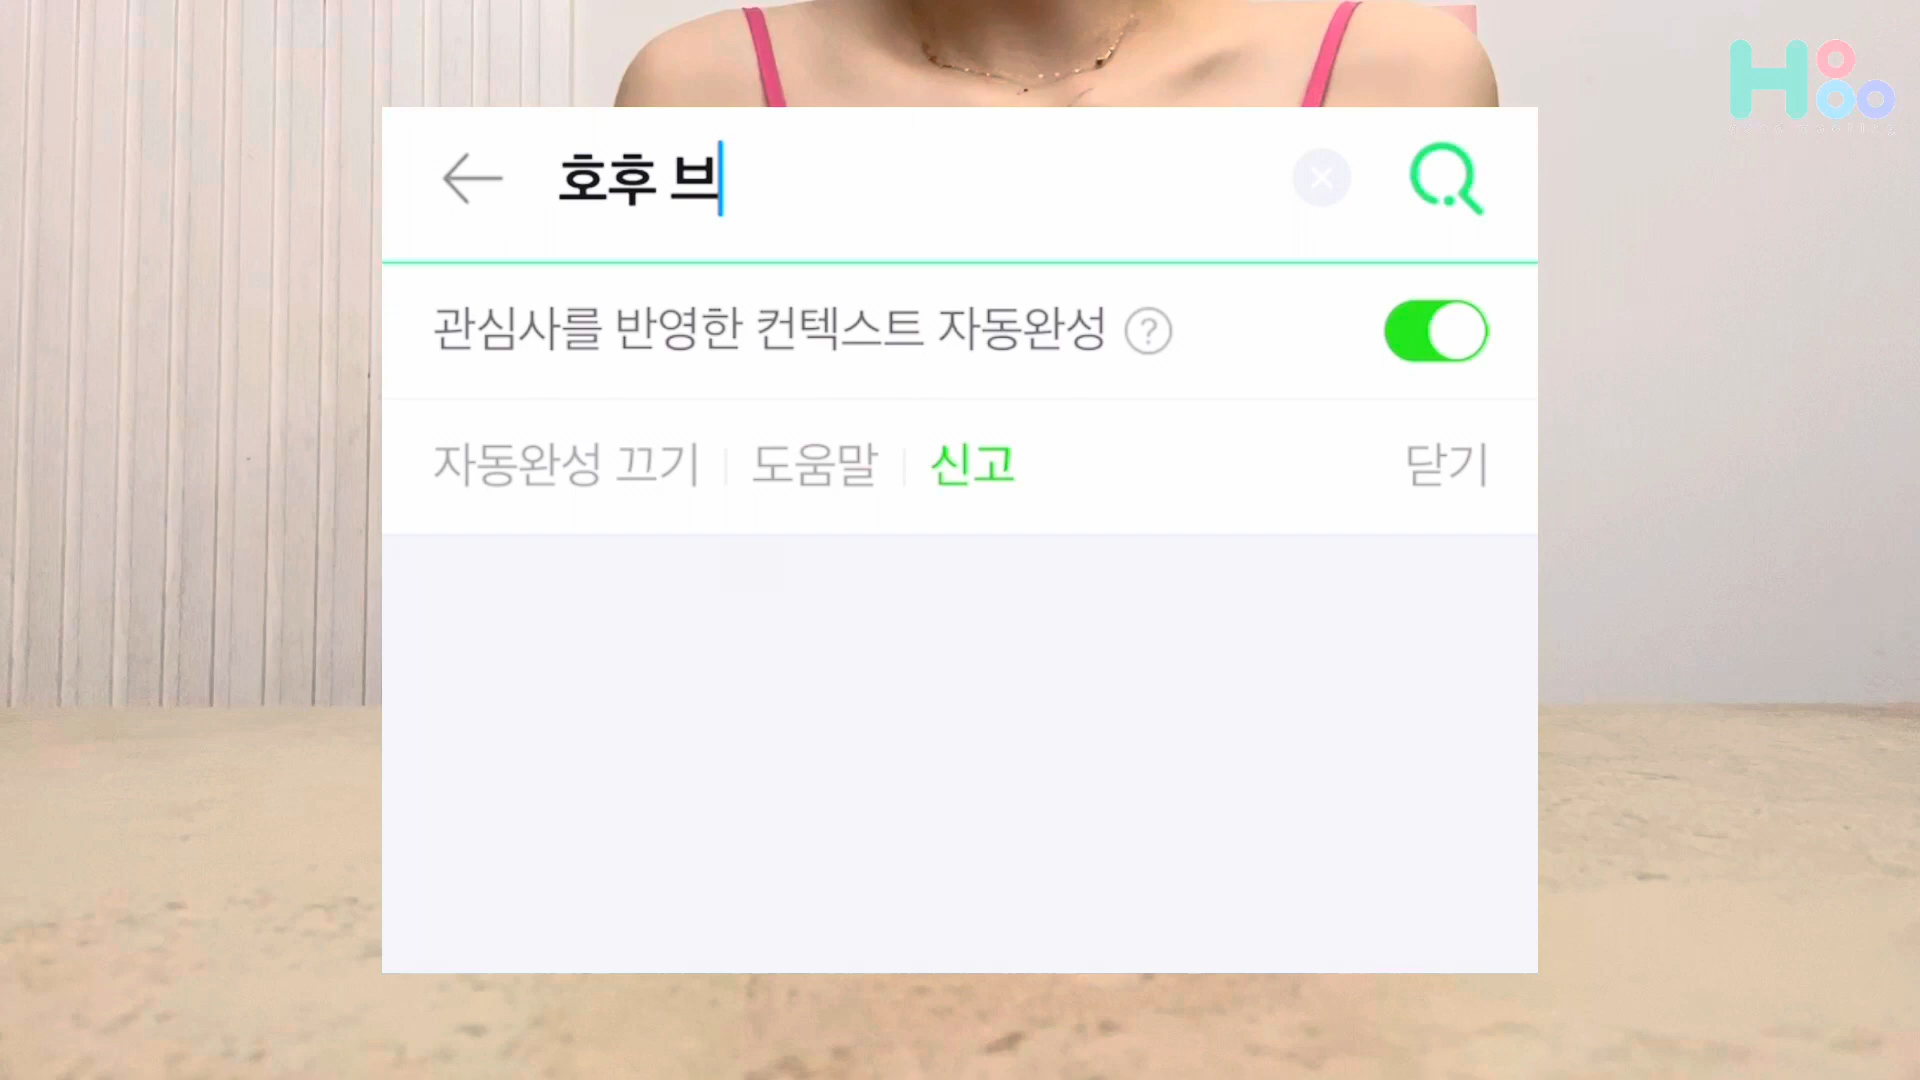 Hooo
호후 브
관심사를 반영한 컨텍스트 자동완성 ?
자동완성 끄기 도움말 신고 닫기